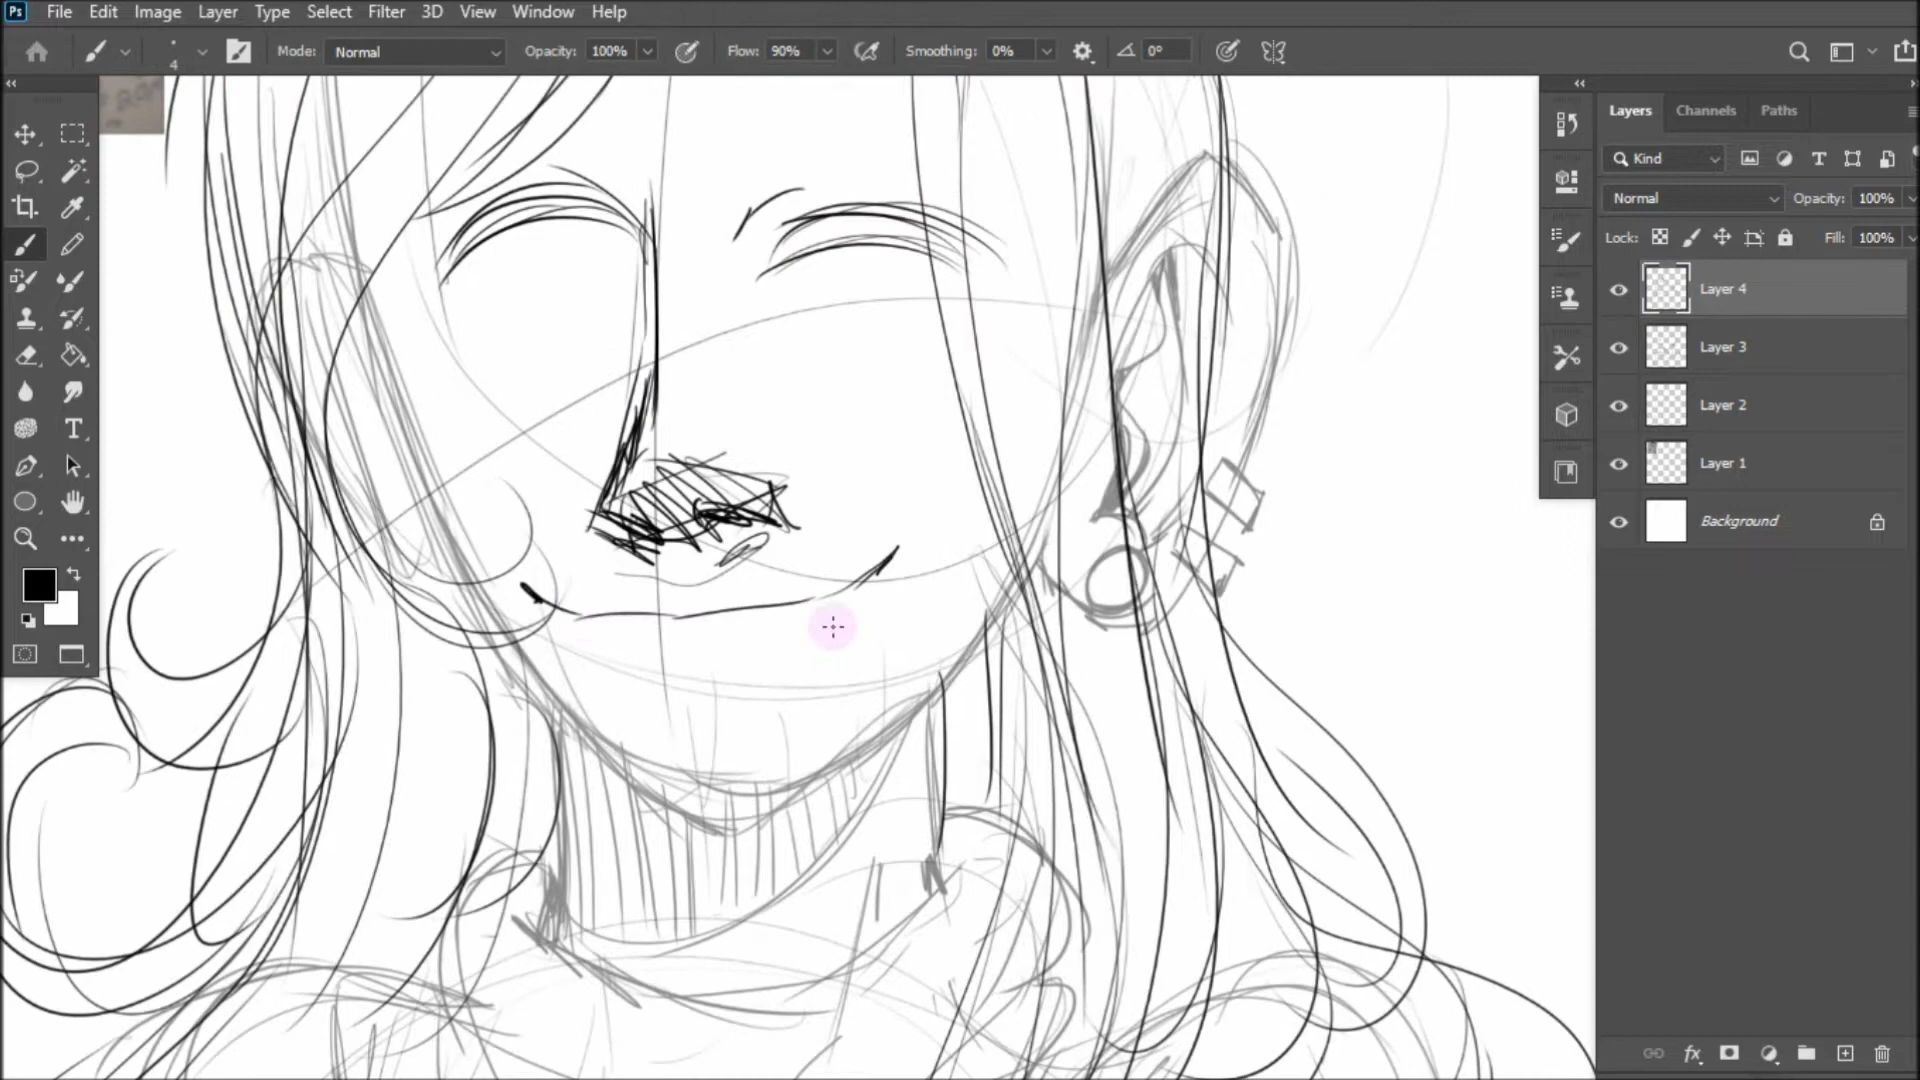 Ps File Edit Image Layer Type Select Filter 3D View Window Help
4 Mode: Normal Opacity: 100% Flow: 90% Smoothing: 0% 0°
Layers Channels Paths
Kind
Normal Opacity: 100%
Lock: Fill: 100%
Layer 4
Layer 3
Layer 2
Layer 1
Background